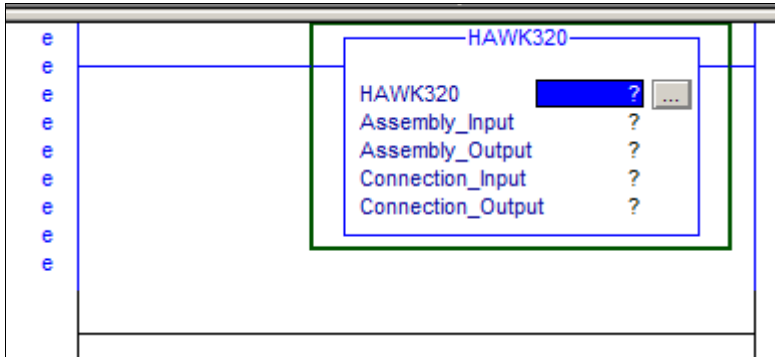 HAWK320
e
e
e
e
e
e
e
e
e
HAWK320 ? ...
Assembly_Input ?
Assembly_Output ?
Connection_Input ?
Connection_Output ?